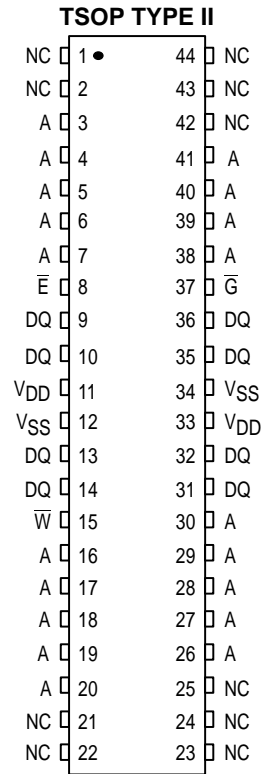 TSOP TYPE II
NC 1 44 NC
NC 2 43 NC
A 3 42 NC
A 4 41 A
A 5 40 A
A 6 39 A
A 7 38 A
E̅ 8 37 G̅
DQ 9 36 DQ
DQ 10 35 DQ
VDD 11 34 VSS
VSS 12 33 VDD
DQ 13 32 DQ
DQ 14 31 DQ
W̅ 15 30 A
A 16 29 A
A 17 28 A
A 18 27 A
A 19 26 A
A 20 25 NC
NC 21 24 NC
NC 22 23 NC